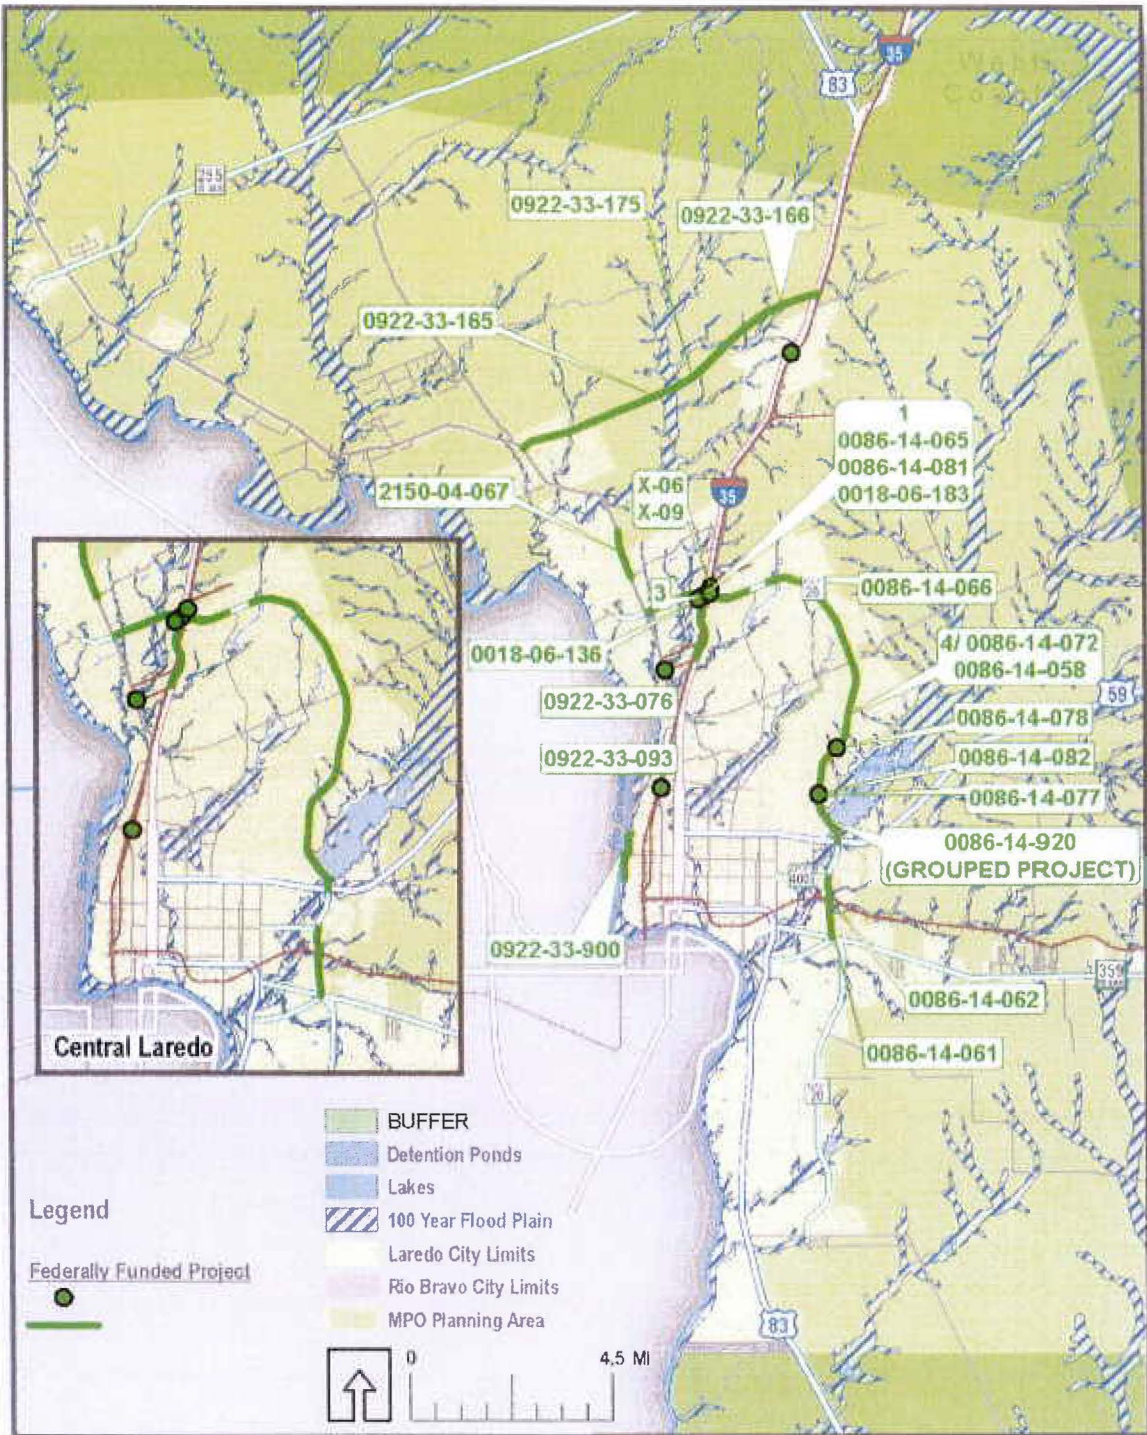 35
83
255
0922-33-175
0922-33-166
0922-33-165
1
0086-14-065
0086-14-081
0018-06-183
2150-04-067
X-06
X-09
35
3
20
0086-14-066
0018-06-136
4/ 0086-14-072
0086-14-058
59
0922-33-076
0086-14-078
0922-33-093
0086-14-082
0086-14-077
0086-14-920
(GROUPED PROJECT)
400
0922-33-900
359
0086-14-062
0086-14-061
20
Central Laredo
BUFFER
Detention Ponds
Lakes
100 Year Flood Plain
Laredo City Limits
Rio Bravo City Limits
MPO Planning Area
Legend
Federally Funded Project
83
0
4.5 MI